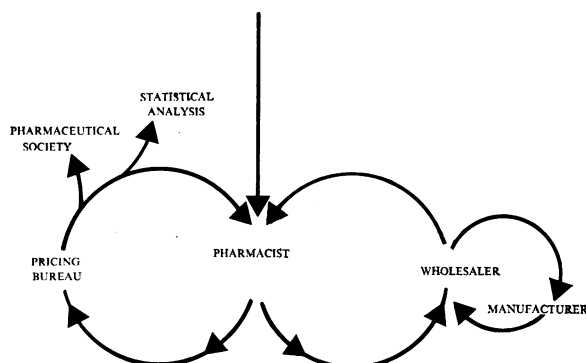 STATISTICAL
ANALYSIS
PHARMACEUTICAL
SOCIETY
PHARMACIST
PRICING
BUREAU
WHOLESALER
MANUFACTURER